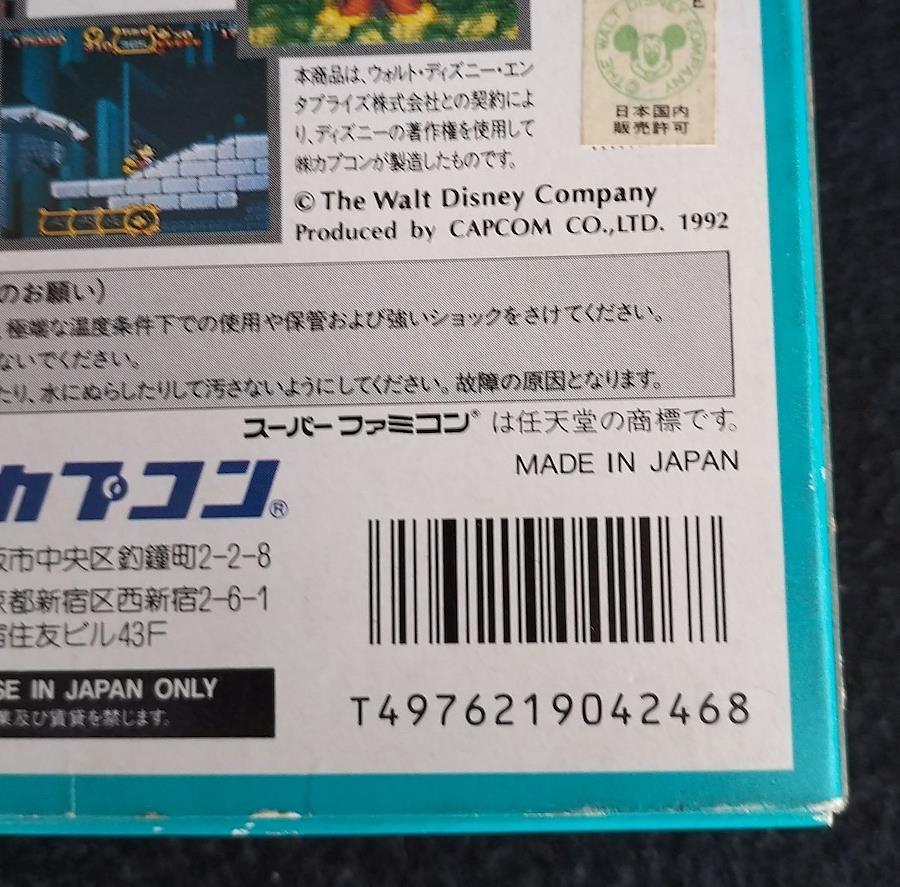 THE WALT DISNEY COMPANY ©
日本国内
販売許可
本商品は、ウォルト・ディズニー・エン
タプライズ株式会社との契約によ
り、ディズニーの著作権を使用して
㈱カプコンが製造したものです。
© The Walt Disney Company
Produced by CAPCOM CO.,LTD. 1992
のお願い)
極端な温度条件下での使用や保管および強いショックをさけてください。
ないでください。
たり、水にぬらしたりして汚さないようにしてください。故障の原因となります。
スーパーファミコン® は任天堂の商標です。
カプコン®
MADE IN JAPAN
阪市中央区釣鐘町2-2-8
京都新宿区西新宿2-6-1
宿住友ビル43F
SE IN JAPAN ONLY
業及び賃貸を禁じます。
T4976219042468